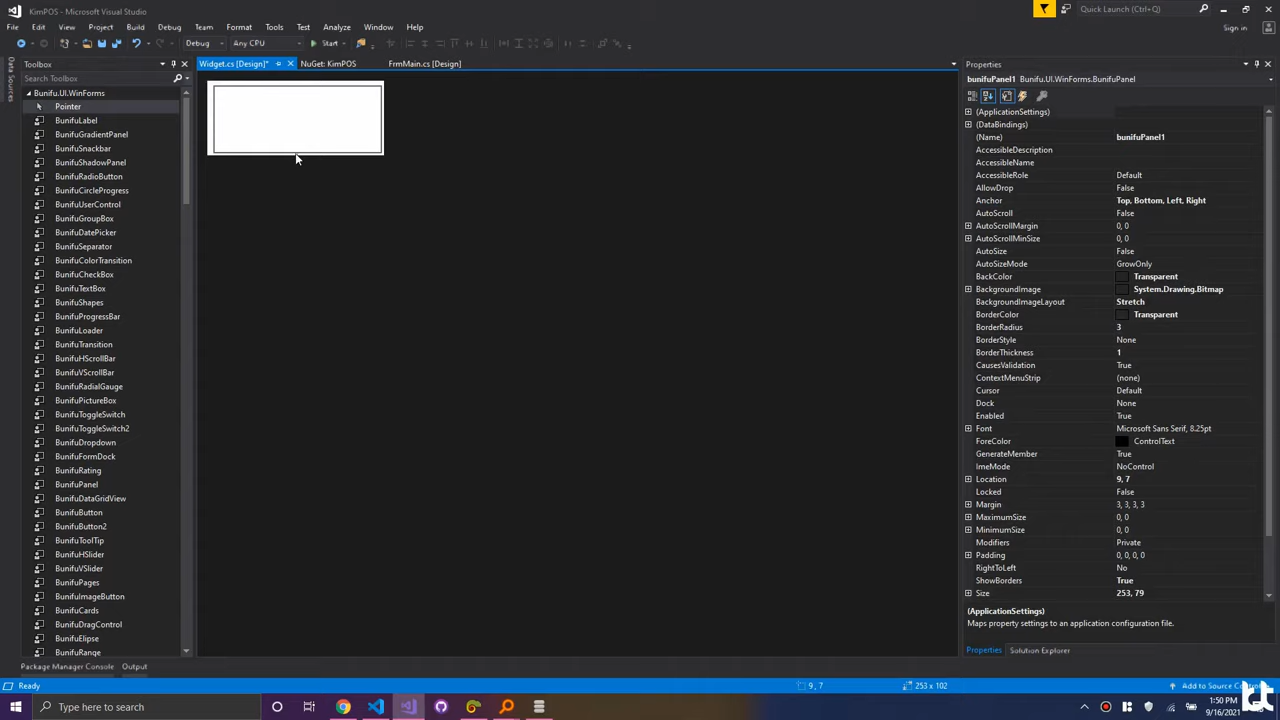 KimPOS - Microsoft Visual Studio
Quick Launch (Ctrl+Q)
File Edit View Project Build Debug Team Format Tools Test Analyze Window Help
Sign in
Debug Any CPU Start
Data Sources
Toolbox
Search Toolbox
Bunifu.UI.WinForms
Pointer
BunifuLabel
BunifuGradientPanel
BunifuSnackbar
BunifuShadowPanel
BunifuRadioButton
BunifuCircleProgress
BunifuUserControl
BunifuGroupBox
BunifuDatePicker
BunifuSeparator
BunifuColorTransition
BunifuCheckBox
BunifuTextBox
BunifuShapes
BunifuProgressBar
BunifuLoader
BunifuTransition
BunifuHScrollBar
BunifuVScrollBar
BunifuRadialGauge
BunifuPictureBox
BunifuToggleSwitch
BunifuToggleSwitch2
BunifuDropdown
BunifuFormDock
BunifuRating
BunifuPanel
BunifuDataGridView
BunifuButton
BunifuButton2
BunifuToolTip
BunifuHSlider
BunifuVSlider
BunifuPages
BunifuImageButton
BunifuCards
BunifuDragControl
BunifuElipse
BunifuRange
Widget.cs [Design]* NuGet: KimPOS FrmMain.cs [Design]
Properties
bunifuPanel1 Bunifu.UI.WinForms.BunifuPanel
(ApplicationSettings)
(DataBindings)
(Name) bunifuPanel1
AccessibleDescription
AccessibleName
AccessibleRole Default
AllowDrop False
Anchor Top, Bottom, Left, Right
AutoScroll False
AutoScrollMargin 0, 0
AutoScrollMinSize 0, 0
AutoSize False
AutoSizeMode GrowOnly
BackColor Transparent
BackgroundImage System.Drawing.Bitmap
BackgroundImageLayout Stretch
BorderColor Transparent
BorderRadius 3
BorderStyle None
BorderThickness 1
CausesValidation True
ContextMenuStrip (none)
Cursor Default
Dock None
Enabled True
Font Microsoft Sans Serif, 8.25pt
ForeColor ControlText
GenerateMember True
ImeMode NoControl
Location 9, 7
Locked False
Margin 3, 3, 3, 3
MaximumSize 0, 0
MinimumSize 0, 0
Modifiers Private
Padding 0, 0, 0, 0
RightToLeft No
ShowBorders True
Size 253, 79
(ApplicationSettings)
Maps property settings to an application configuration file.
Properties Solution Explorer
Package Manager Console Output
Ready 9 , 7 253 x 102 Add to Source
Type here to search
1:50 PM
9/16/2021